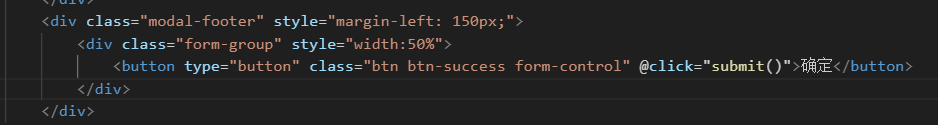 </div>
<div class="modal-footer" style="margin-left: 150px;">
<div class="form-group" style="width:50%">
<button type="button" class="btn btn-success form-control" @click="submit()">确定</button>
</div>
</div>